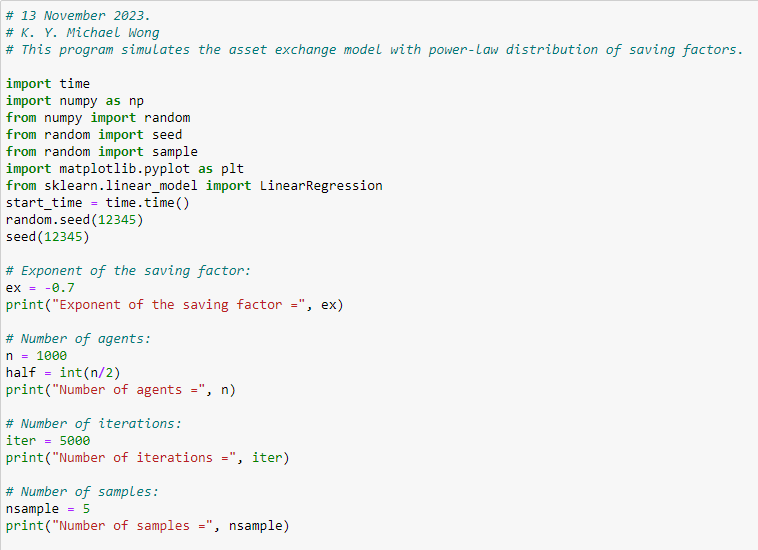 # 13 November 2023.
# K. Y. Michael Wong
# This program simulates the asset exchange model with power-law distribution of saving factors.
import time
import numpy as np
from numpy import random
from random import seed
from random import sample
import matplotlib.pyplot as plt
from sklearn.linear_model import LinearRegression
start_time = time.time()
random.seed(12345)
seed(12345)
# Exponent of the saving factor:
ex = -0.7
print("Exponent of the saving factor =", ex)
# Number of agents:
n = 1000
half = int(n/2)
print("Number of agents =", n)
# Number of iterations:
iter = 5000
print("Number of iterations =", iter)
# Number of samples:
nsample = 5
print("Number of samples =", nsample)